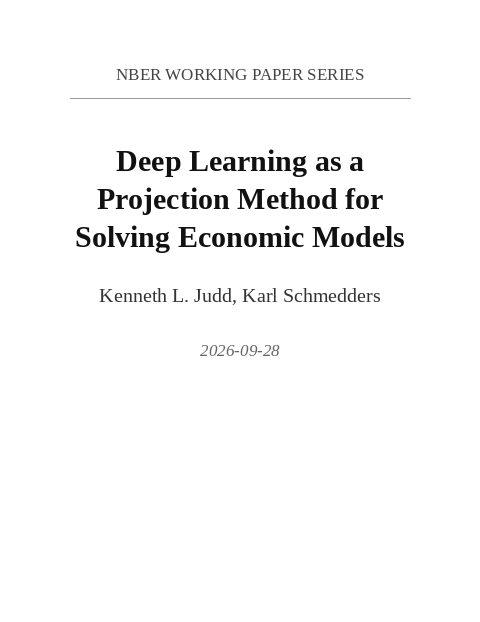 NBER WORKING PAPER SERIES
Deep Learning as a
Projection Method for
Solving Economic Models
Kenneth L. Judd, Karl Schmedders
2026-09-28